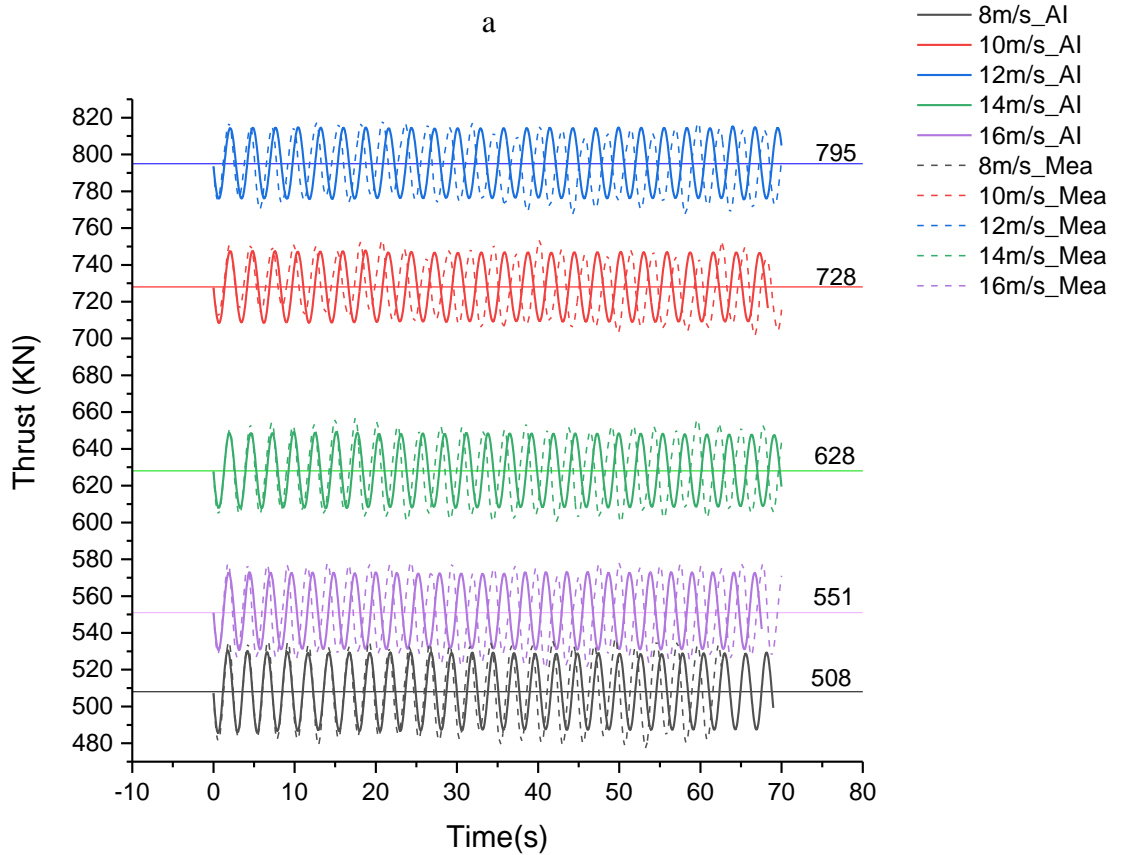 a
8m/s_AI
10m/s_AI
12m/s_AI
14m/s_AI
16m/s_AI
8m/s_Mea
10m/s_Mea
12m/s_Mea
14m/s_Mea
16m/s_Mea
Thrust (KN)
820
800
780
760
740
720
700
680
660
640
620
600
580
560
540
520
500
480
795
728
628
551
508
-10 0 10 20 30 40 50 60 70 80
Time(s)